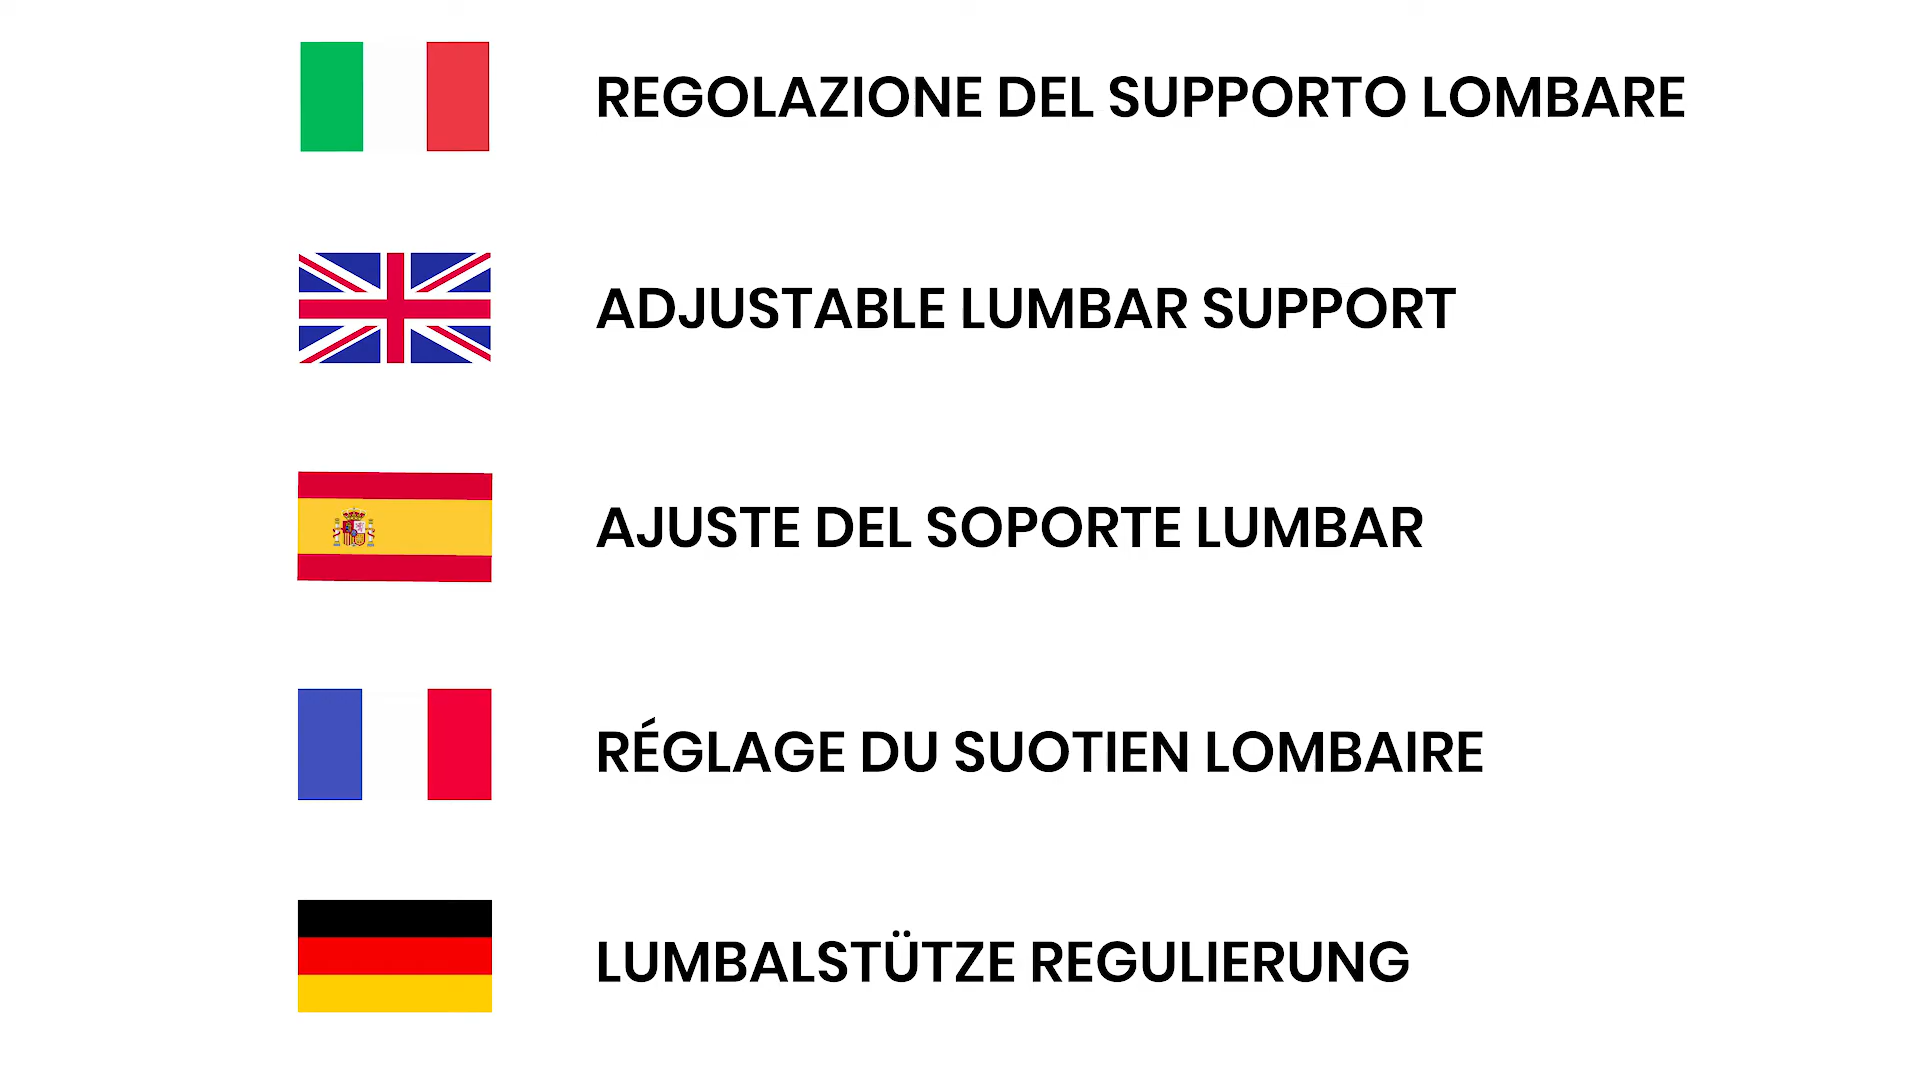 REGOLAZIONE DEL SUPPORTO LOMBARE
ADJUSTABLE LUMBAR SUPPORT
AJUSTE DEL SOPORTE LUMBAR
RÉGLAGE DU SUOTIEN LOMBAIRE
LUMBALSTÜTZE REGULIERUNG